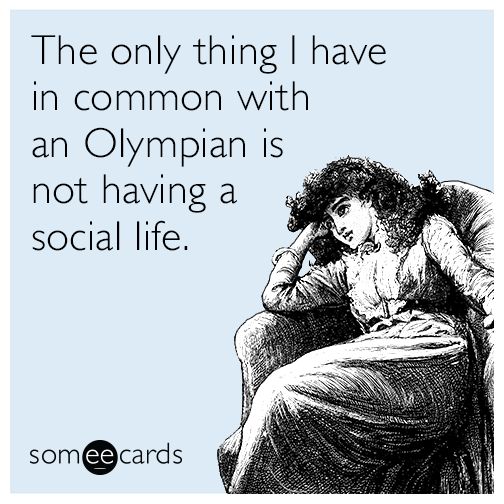 The only thing I have
in common with
an Olympian is
not having a
social life.
someecards